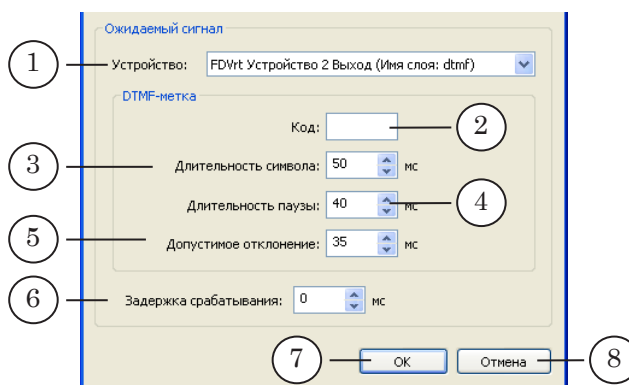 Ожидаемый сигнал
1 Устройство: FDVrt Устройство 2 Выход (Имя слоя: dtmf)
DTMF-метка
Код: 2
3 Длительность символа: 50 мс
Длительность паузы: 40 мс 4
5 Допустимое отклонение: 35 мс
6 Задержка срабатывания: 0 мс
7 OK Отмена 8